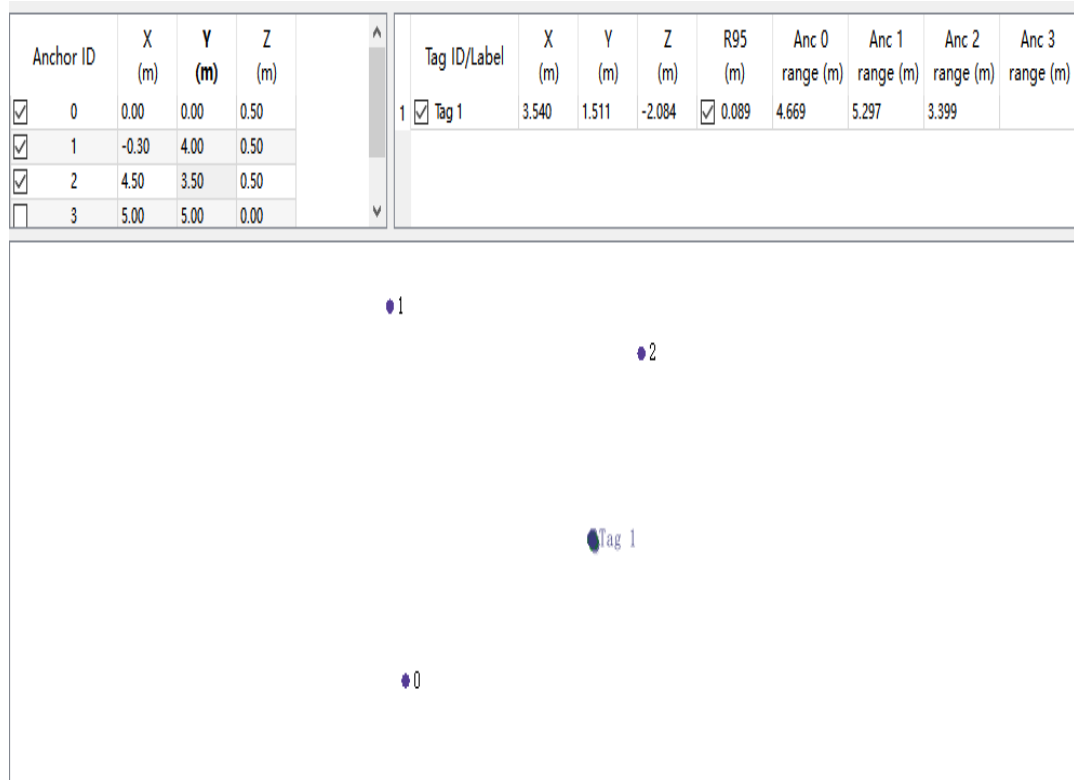 Anchor ID X (m) Y (m) Z (m)
0 0.00 0.00 0.50
1 -0.30 4.00 0.50
2 4.50 3.50 0.50
3 5.00 5.00 0.00
Tag ID/Label X (m) Y (m) Z (m) R95 (m) Anc 0 range (m) Anc 1 range (m) Anc 2 range (m) Anc 3 range (m)
1 Tag 1 3.540 1.511 -2.084 0.089 4.669 5.297 3.399
1
2
Tag 1
0